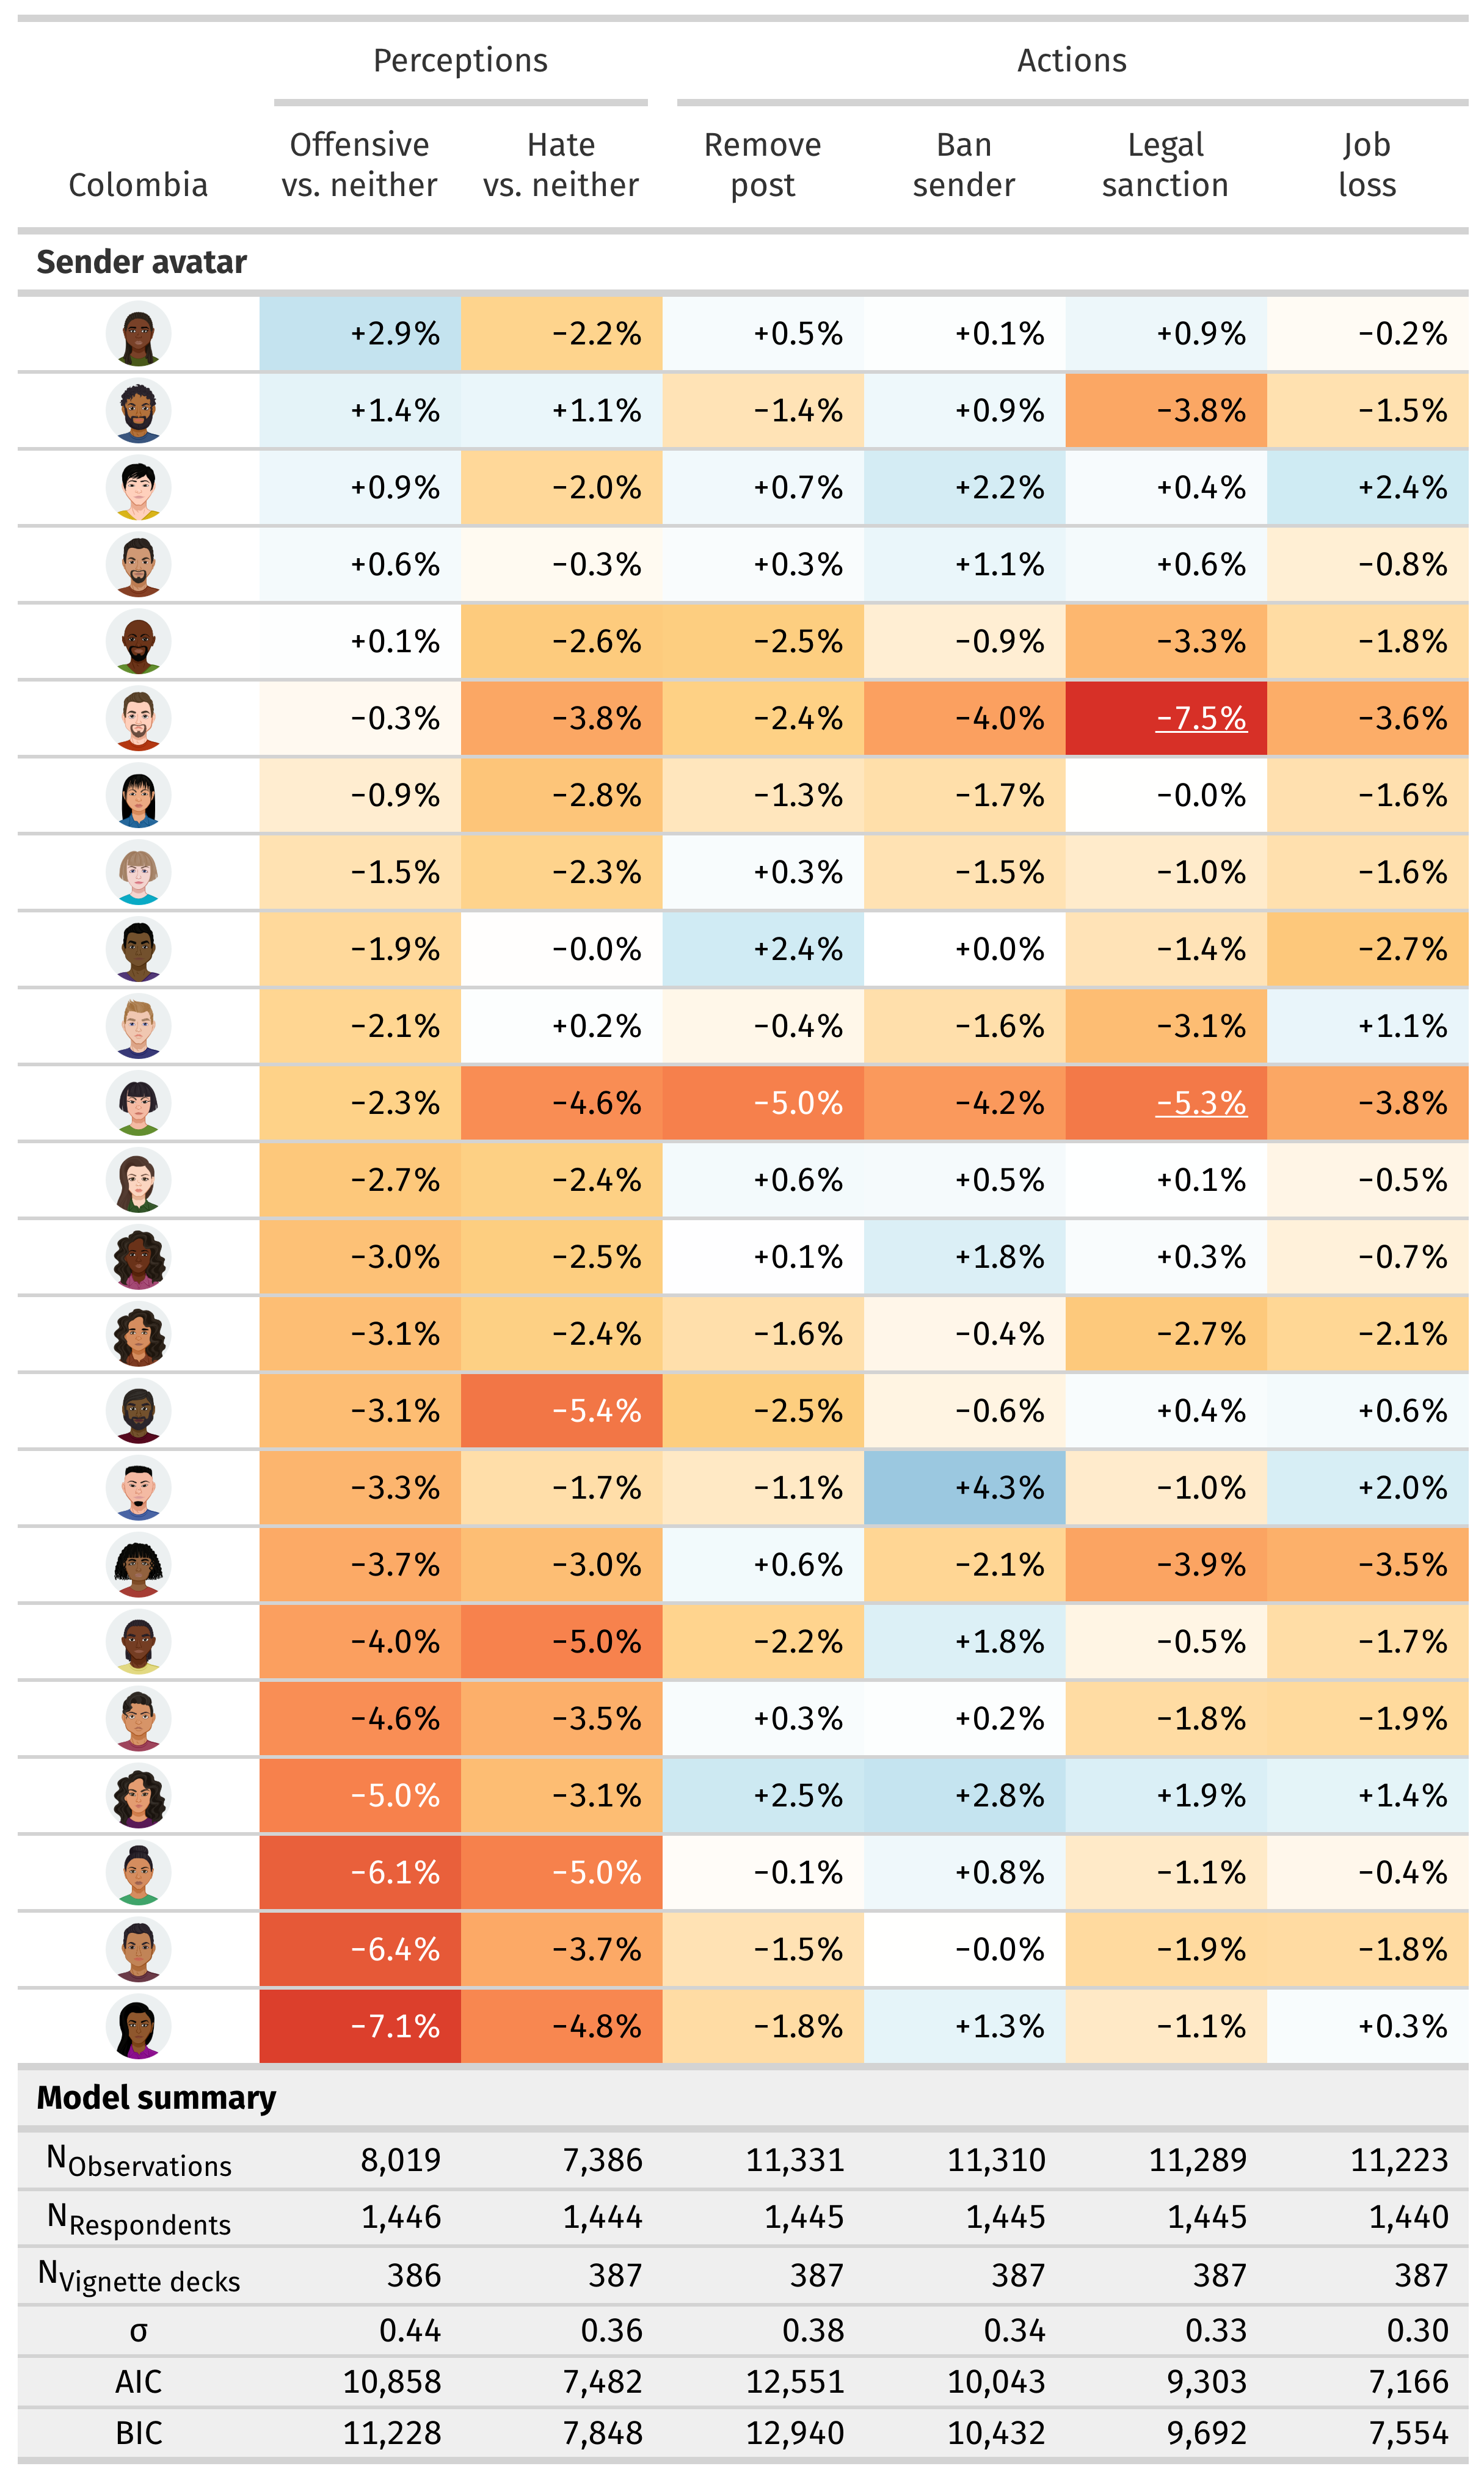 Perceptions Actions
Offensive Hate Remove Ban Legal Job
Colombia vs. neither vs. neither post sender sanction loss
Sender avatar
+2.9% −2.2% +0.5% +0.1% +0.9% −0.2%
+1.4% +1.1% −1.4% +0.9% −3.8% −1.5%
+0.9% −2.0% +0.7% +2.2% +0.4% +2.4%
+0.6% −0.3% +0.3% +1.1% +0.6% −0.8%
+0.1% −2.6% −2.5% −0.9% −3.3% −1.8%
−0.3% −3.8% −2.4% −4.0% −7.5% −3.6%
−0.9% −2.8% −1.3% −1.7% −0.0% −1.6%
−1.5% −2.3% +0.3% −1.5% −1.0% −1.6%
−1.9% −0.0% +2.4% +0.0% −1.4% −2.7%
−2.1% +0.2% −0.4% −1.6% −3.1% +1.1%
−2.3% −4.6% −5.0% −4.2% −5.3% −3.8%
−2.7% −2.4% +0.6% +0.5% +0.1% −0.5%
−3.0% −2.5% +0.1% +1.8% +0.3% −0.7%
−3.1% −2.4% −1.6% −0.4% −2.7% −2.1%
−3.1% −5.4% −2.5% −0.6% +0.4% +0.6%
−3.3% −1.7% −1.1% +4.3% −1.0% +2.0%
−3.7% −3.0% +0.6% −2.1% −3.9% −3.5%
−4.0% −5.0% −2.2% +1.8% −0.5% −1.7%
−4.6% −3.5% +0.3% +0.2% −1.8% −1.9%
−5.0% −3.1% +2.5% +2.8% +1.9% +1.4%
−6.1% −5.0% −0.1% +0.8% −1.1% −0.4%
−6.4% −3.7% −1.5% −0.0% −1.9% −1.8%
−7.1% −4.8% −1.8% +1.3% −1.1% +0.3%
Model summary
NObservations 8,019 7,386 11,331 11,310 11,289 11,223
NRespondents 1,446 1,444 1,445 1,445 1,445 1,440
NVignette decks 386 387 387 387 387 387
σ 0.44 0.36 0.38 0.34 0.33 0.30
AIC 10,858 7,482 12,551 10,043 9,303 7,166
BIC 11,228 7,848 12,940 10,432 9,692 7,554